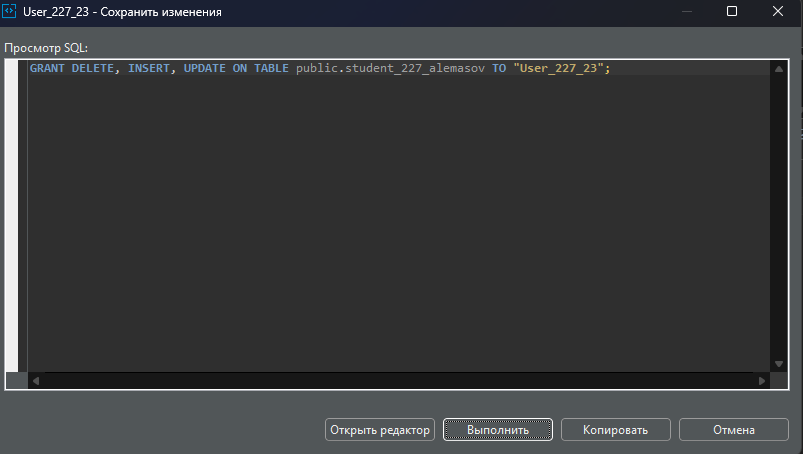 User_227_23 - Сохранить изменения
Просмотр SQL:
GRANT DELETE, INSERT, UPDATE ON TABLE public.student_227_alemasov TO "User_227_23";
Открыть редактор Выполнить Копировать Отмена